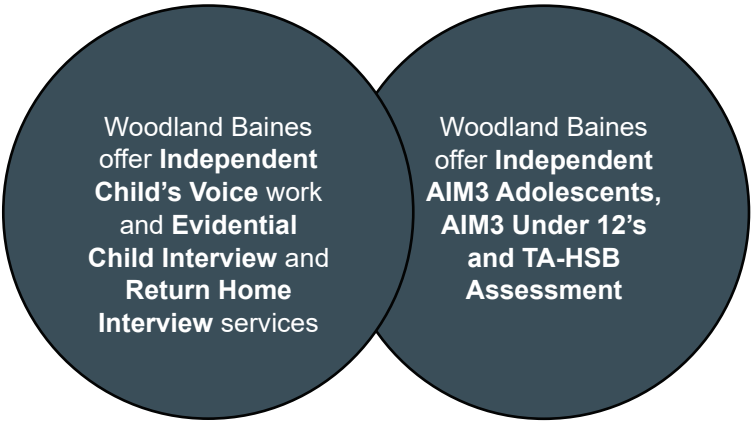 Woodland Baines
offer Independent
Child's Voice work
and Evidential
Child Interview and
Return Home
Interview services
Woodland Baines
offer Independent
AIM3 Adolescents,
AIM3 Under 12's
and TA-HSB
Assessment